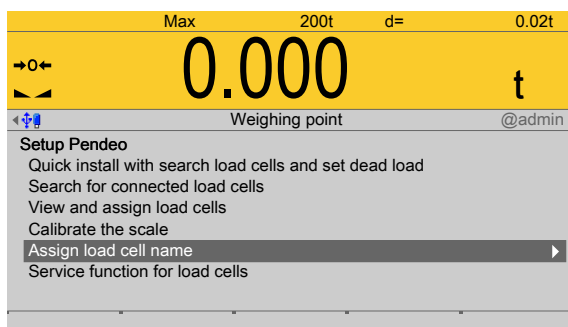 Max 200t d= 0.02t
→0←
0.000 t
Weighing point @admin
Setup Pendeo
Quick install with search load cells and set dead load
Search for connected load cells
View and assign load cells
Calibrate the scale
Assign load cell name
Service function for load cells